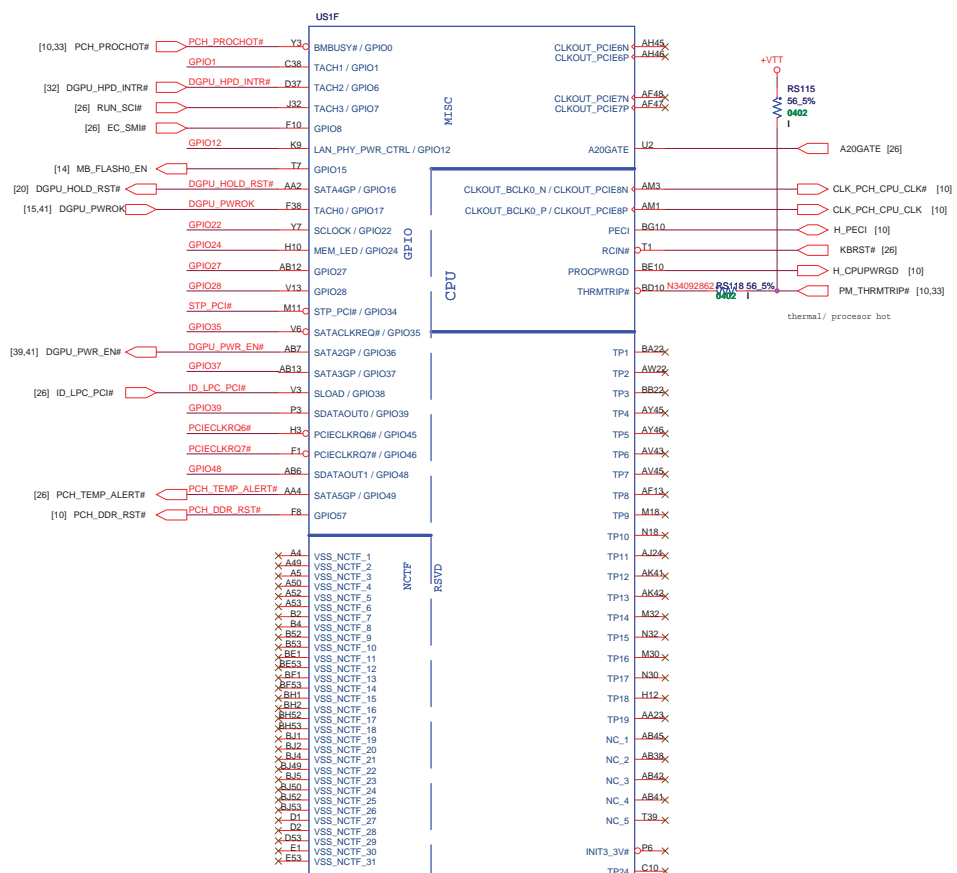 US1F
[10,33] PCH_PROCHOT# PCH_PROCHOT# Y3 BMBUSY# / GPIO0
GPIO1 C38 TACH1 / GPIO1
[32] DGPU_HPD_INTR# DGPU_HPD_INTR# D37 TACH2 / GPIO6
[26] RUN_SCI# J32 TACH3 / GPIO7
[26] EC_SMI# F10 GPIO8
GPIO12 K9 LAN_PHY_PWR_CTRL / GPIO12
[14] MB_FLASH0_EN T7 GPIO15
[20] DGPU_HOLD_RST# DGPU_HOLD_RST# AA2 SATA4GP / GPIO16
[15,41] DGPU_PWROK DGPU_PWROK F38 TACH0 / GPIO17
GPIO22 Y7 SCLOCK / GPIO22
GPIO24 H10 MEM_LED / GPIO24
GPIO27 AB12 GPIO27
GPIO28 V13 GPIO28
STP_PCI# M11 STP_PCI# / GPIO34
GPIO35 V6 SATACLKREQ# / GPIO35
[39,41] DGPU_PWR_EN# DGPU_PWR_EN# AB7 SATA2GP / GPIO36
GPIO37 AB13 SATA3GP / GPIO37
[26] ID_LPC_PCI# ID_LPC_PCI# V3 SLOAD / GPIO38
GPIO39 P3 SDATAOUT0 / GPIO39
PCIECLKRQ6# H3 PCIECLKRQ6# / GPIO45
PCIECLKRQ7# F1 PCIECLKRQ7# / GPIO46
GPIO48 AB6 SDATAOUT1 / GPIO48
[26] PCH_TEMP_ALERT# PCH_TEMP_ALERT# AA4 SATA5GP / GPIO49
[10] PCH_DDR_RST# PCH_DDR_RST# F8 GPIO57
A4 VSS_NCTF_1
A49 VSS_NCTF_2
A5 VSS_NCTF_3
A50 VSS_NCTF_4
A52 VSS_NCTF_5
A53 VSS_NCTF_6
B2 VSS_NCTF_7
B4 VSS_NCTF_8
B52 VSS_NCTF_9
B53 VSS_NCTF_10
BE1 VSS_NCTF_11
BE53 VSS_NCTF_12
BF1 VSS_NCTF_13
BF53 VSS_NCTF_14
BH1 VSS_NCTF_15
BH2 VSS_NCTF_16
BH52 VSS_NCTF_17
BH53 VSS_NCTF_18
BJ1 VSS_NCTF_19
BJ2 VSS_NCTF_20
BJ4 VSS_NCTF_21
BJ49 VSS_NCTF_22
BJ5 VSS_NCTF_23
BJ50 VSS_NCTF_24
BJ52 VSS_NCTF_25
BJ53 VSS_NCTF_26
D1 VSS_NCTF_27
D2 VSS_NCTF_28
D53 VSS_NCTF_29
E1 VSS_NCTF_30
E53 VSS_NCTF_31
MISC
GPIO
CPU
NCTF
RSVD
CLKOUT_PCIE6N AH45
CLKOUT_PCIE6P AH46
CLKOUT_PCIE7N AF48
CLKOUT_PCIE7P AF47
A20GATE U2 A20GATE [26]
CLKOUT_BCLK0_N / CLKOUT_PCIE8N AM3 CLK_PCH_CPU_CLK# [10]
CLKOUT_BCLK0_P / CLKOUT_PCIE8P AM1 CLK_PCH_CPU_CLK [10]
PECI BG10 H_PECI [10]
RCIN# T1 KBRST# [26]
PROCPWRGD BE10 H_CPUPWRGD [10]
THRMTRIP# BD10 N34092862 RS118 56_5% PM_THRMTRIP# [10,33]
0402 I
thermal/ procesor hot
+VTT
RS115
56_5%
0402
I
TP1 BA22
TP2 AW22
TP3 BB22
TP4 AY45
TP5 AY46
TP6 AV43
TP7 AV45
TP8 AF13
TP9 M18
TP10 N18
TP11 AJ24
TP12 AK41
TP13 AK42
TP14 M32
TP15 N32
TP16 M30
TP17 N30
TP18 H12
TP19 AA23
NC_1 AB45
NC_2 AB38
NC_3 AB42
NC_4 AB41
NC_5 T39
INIT3_3V# P6
TP24 C10